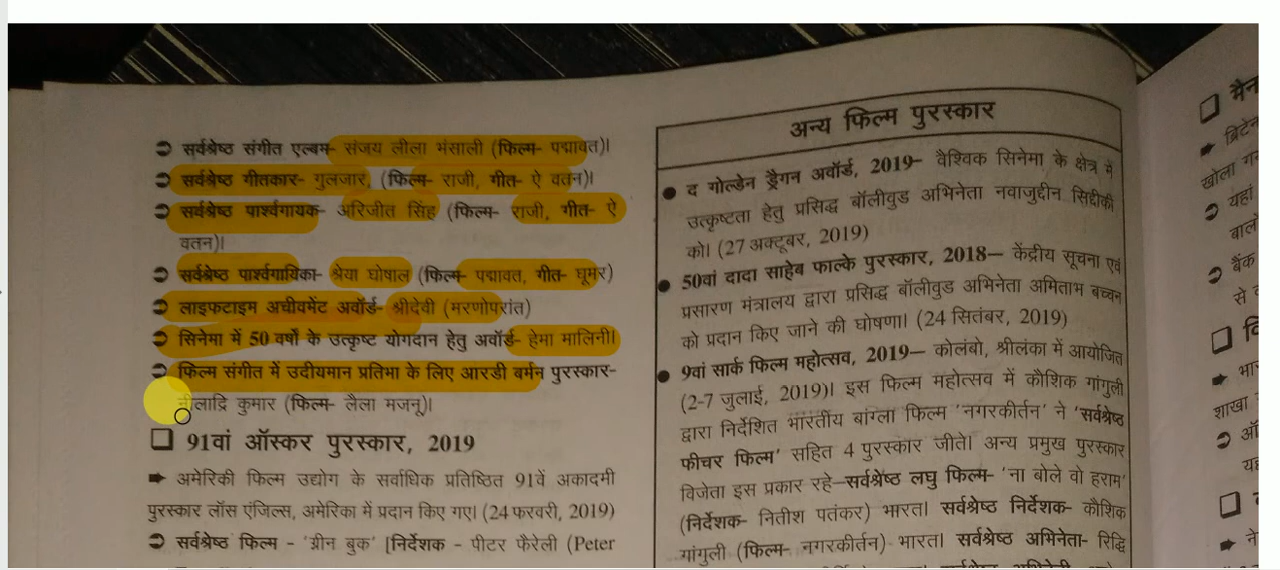 ➲ सर्वश्रेष्ठ संगीत एल्बम– संजय लीला भंसाली (फिल्म– पद्मावत)।
➲ सर्वश्रेष्ठ गीतकार– गुलजार, (फिल्म– राजी, गीत– ऐ वतन)।
➲ सर्वश्रेष्ठ पार्श्वगायक– अरिजीत सिंह (फिल्म– राजी, गीत– ऐ
वतन)।
➲ सर्वश्रेष्ठ पार्श्वगायिका– श्रेया घोषाल (फिल्म– पद्मावत, गीत– घूमर)
➲ लाइफटाइम अचीवमेंट अवॉर्ड– श्रीदेवी (मरणोपरांत)
➲ सिनेमा में 50 वर्षों के उत्कृष्ट योगदान हेतु अवॉर्ड– हेमा मालिनी।
➲ फिल्म संगीत में उदीयमान प्रतिभा के लिए आरडी बर्मन पुरस्कार–
नीलाद्रि कुमार (फिल्म– लैला मजनू)।
❑ 91वां ऑस्कर पुरस्कार, 2019
➡ अमेरिकी फिल्म उद्योग के सर्वाधिक प्रतिष्ठित 91वें अकादमी
पुरस्कार लॉस एंजिल्स, अमेरिका में प्रदान किए गए। (24 फरवरी, 2019)
➲ सर्वश्रेष्ठ फिल्म – 'ग्रीन बुक' [निर्देशक – पीटर फैरेली (Peter
अन्य फिल्म पुरस्कार
● द गोल्डेन ड्रैगन अवॉर्ड, 2019– वैश्विक सिनेमा के क्षेत्र में
उत्कृष्टता हेतु प्रसिद्ध बॉलीवुड अभिनेता नवाजुद्दीन सिद्दीकी
को। (27 अक्टूबर, 2019)
● 50वां दादा साहेब फाल्के पुरस्कार, 2018– केंद्रीय सूचना एवं
प्रसारण मंत्रालय द्वारा प्रसिद्ध बॉलीवुड अभिनेता अमिताभ बच्चन
को प्रदान किए जाने की घोषणा। (24 सितंबर, 2019)
● 9वां सार्क फिल्म महोत्सव, 2019– कोलंबो, श्रीलंका में आयोजित
(2-7 जुलाई, 2019)। इस फिल्म महोत्सव में कौशिक गांगुली
द्वारा निर्देशित भारतीय बांग्ला फिल्म 'नगरकीर्तन' ने 'सर्वश्रेष्ठ
फीचर फिल्म' सहित 4 पुरस्कार जीते। अन्य प्रमुख पुरस्कार
विजेता इस प्रकार रहे–सर्वश्रेष्ठ लघु फिल्म– 'ना बोले वो हराम'
(निर्देशक– नितीश पतंकर) भारत। सर्वश्रेष्ठ निर्देशक– कौशिक
गांगुली (फिल्म– नगरकीर्तन) भारत। सर्वश्रेष्ठ अभिनेता– रिद्धि
❑
➡
खोला
➲ यहां
➲ बैंक
से
❑
➡
शाखा
➲
❑
➡